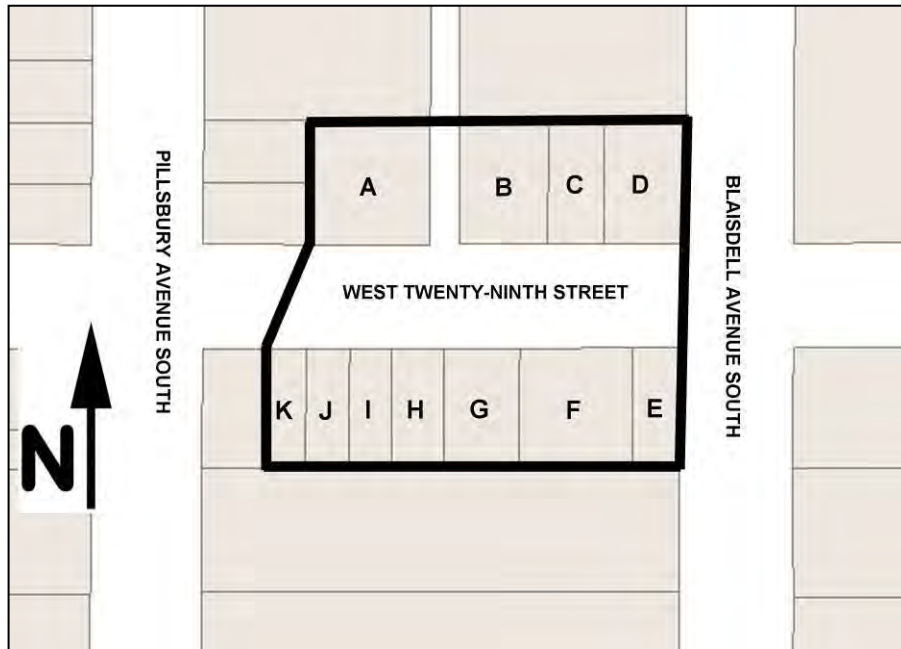 PILLSBURY AVENUE SOUTH
A
B
C
D
BLAISDELL AVENUE SOUTH
WEST TWENTY-NINTH STREET
K
J
I
H
G
F
E
N